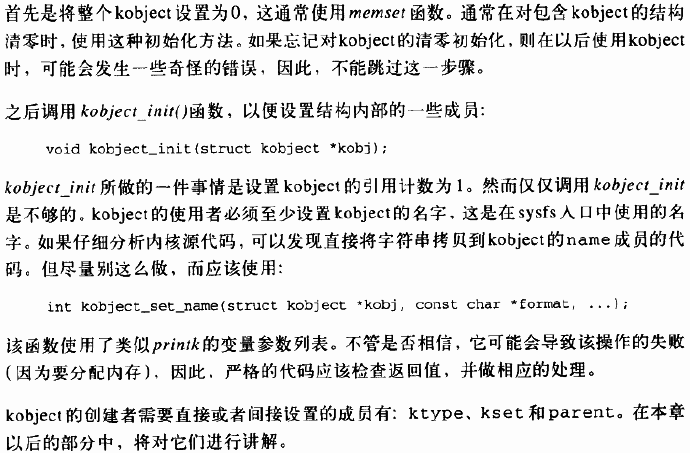 首先是将整个kobject设置为0，这通常使用memset函数。通常在对包含kobject的结构
清零时，使用这种初始化方法。如果忘记对kobject的清零初始化，则在以后使用kobject
时，可能会发生一些奇怪的错误，因此，不能跳过这一步骤。
之后调用kobject_init()函数，以便设置结构内部的一些成员：
void kobject_init(struct kobject *kobj);
kobject_init所做的一件事情是设置kobject的引用计数为1。然而仅仅调用kobject_init
是不够的。kobject的使用者必须至少设置kobject的名字，这是在sysfs入口中使用的名
字。如果仔细分析内核源代码，可以发现直接将字符串拷贝到kobject的name成员的代
码。但尽量别这么做，而应该使用：
int kobject_set_name(struct kobject *kobj, const char *format, ...);
该函数使用了类似printk的变量参数列表。不管是否相信，它可能会导致该操作的失败
（因为要分配内存），因此，严格的代码应该检查返回值，并做相应的处理。
kobject的创建者需要直接或者间接设置的成员有：ktype、kset和parent。在本章
以后的部分中，将对它们进行讲解。